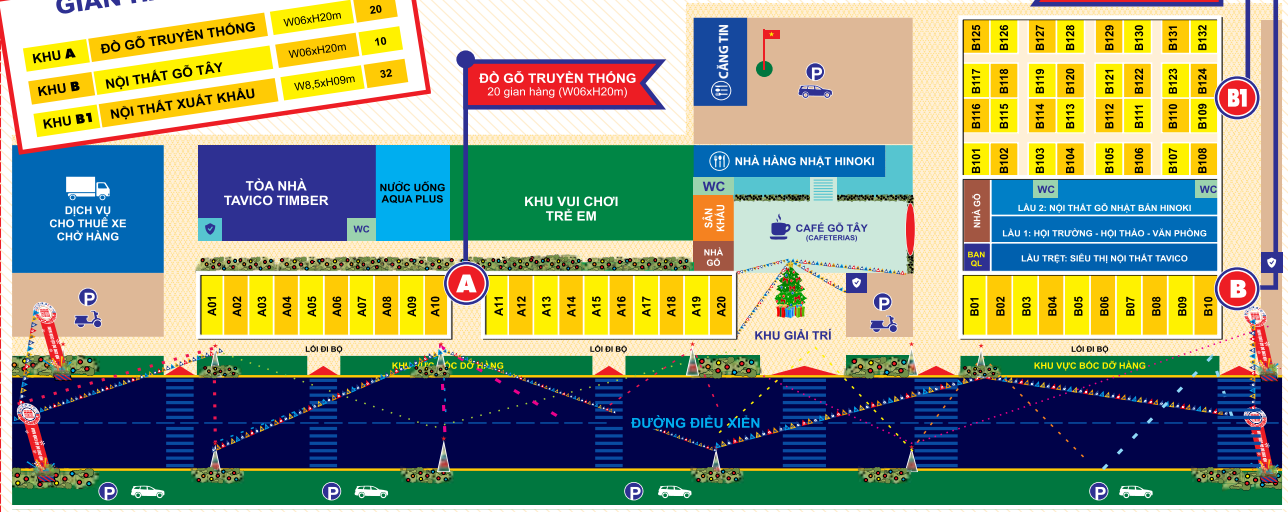 GIAN H
KHU A ĐỒ GỖ TRUYỀN THỐNG W06xH20m 20
KHU B NỘI THẤT GỖ TÂY W06xH20m 10
KHU B1 NỘI THẤT XUẤT KHẨU W8,5xH09m 32
ĐỒ GỖ TRUYỀN THỐNG
20 gian hàng (W06xH20m)
CĂNG TIN
P
B125 B126 B127 B128 B129 B130 B131 B132
B117 B118 B119 B120 B121 B122 B123 B124
B116 B115 B114 B113 B112 B111 B110 B109
B101 B102 B103 B104 B105 B106 B107 B108
B1
DỊCH VỤ
CHO THUÊ XE
CHỞ HÀNG
TÒA NHÀ
TAVICO TIMBER
WC
NƯỚC UỐNG
AQUA PLUS
KHU VUI CHƠI
TRẺ EM
NHÀ HÀNG NHẬT HINOKI
WC
SÂN
KHẤU
NHÀ
GỖ
CAFÉ GỖ TÂY
(CAFETERIAS)
NHÀ GỖ
WC
WC
LẦU 2: NỘI THẤT GỖ NHẬT BẢN HINOKI
LẦU 1: HỘI TRƯỜNG - HỘI THẢO - VĂN PHÒNG
BAN
QL
LẦU TRỆT: SIÊU THỊ NỘI THẤT TAVICO
P
A01 A02 A03 A04 A05 A06 A07 A08 A09 A10
A
A11 A12 A13 A14 A15 A16 A17 A18 A19 A20
KHU GIẢI TRÍ
P
B01 B02 B03 B04 B05 B06 B07 B08 B09 B10
B
LỐI ĐI BỘ
LỐI ĐI BỘ
LỐI ĐI BỘ
KHU VỰC BỐC DỠ HÀNG
KHU VỰC BỐC DỠ HÀNG
ĐƯỜNG ĐIỂU XIỂN
P
P
P
P